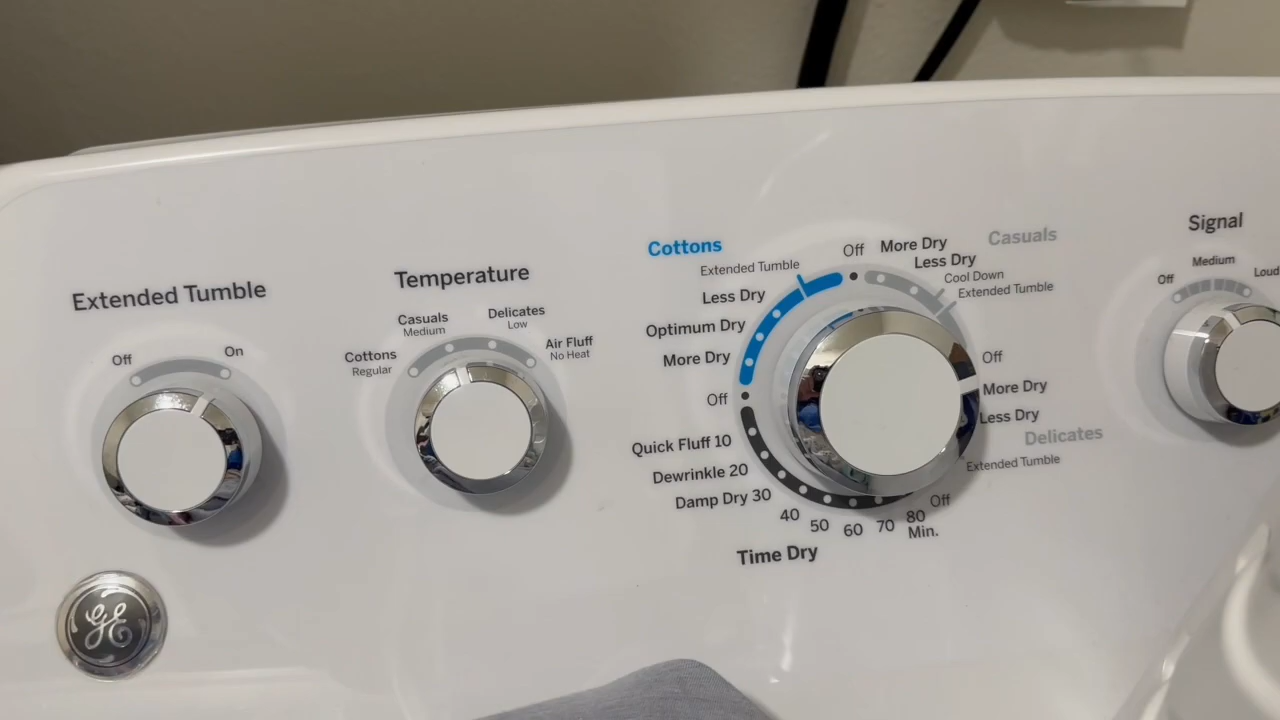 Extended Tumble
Off
On
Temperature
Cottons
Regular
Casuals
Medium
Delicates
Low
Air Fluff
No Heat
Cottons
Extended Tumble
Less Dry
Optimum Dry
More Dry
Off
Quick Fluff 10
Dewrinkle 20
Damp Dry 30
40
50
60
70
80
Min.
Time Dry
Off
More Dry
Less Dry
Casuals
Cool Down
Extended Tumble
Off
More Dry
Less Dry
Delicates
Extended Tumble
Off
Signal
Off
Medium
Loud
GE